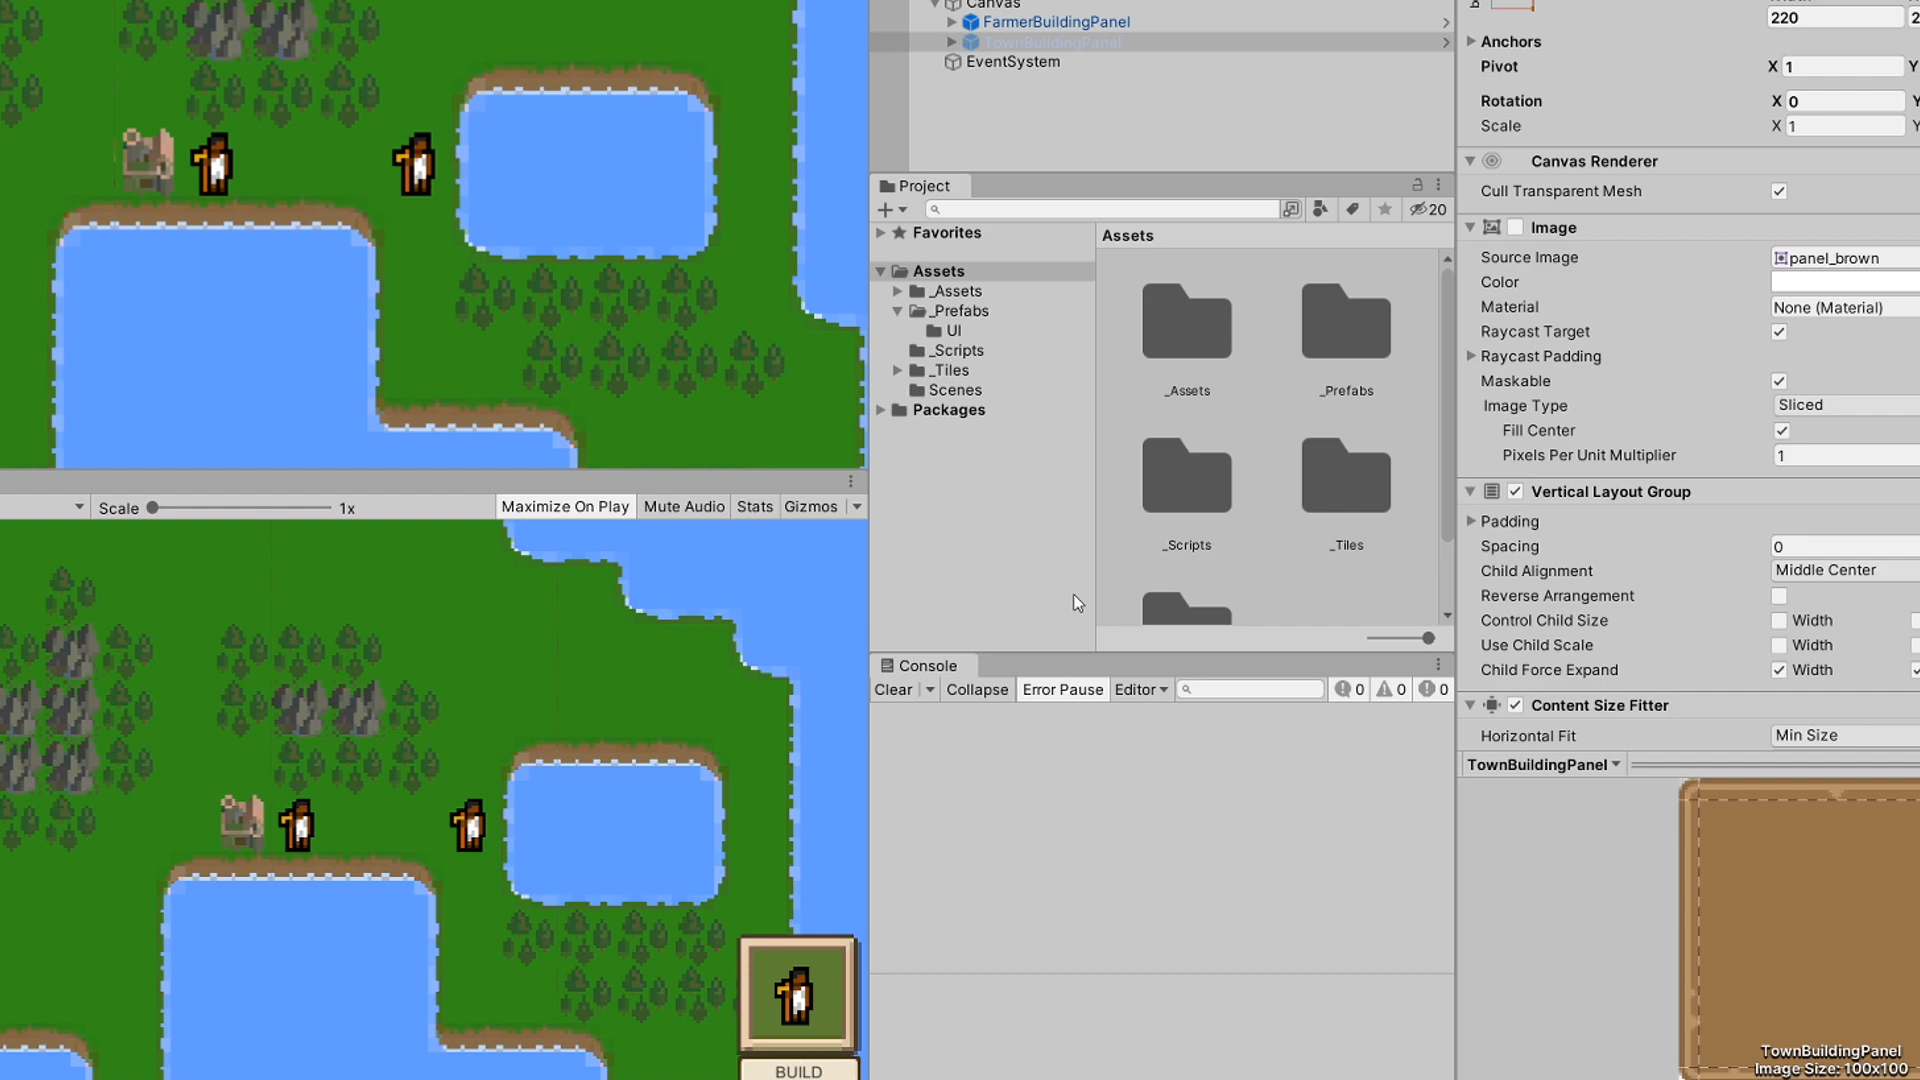 Canvas
FarmerBuildingPanel
TownBuildingPanel
EventSystem
220
Anchors
Pivot X 1 Y
Rotation X 0 Y
Scale X 1 Y
Canvas Renderer
Cull Transparent Mesh
Image
Source Image panel_brown
Color
Material None (Material)
Raycast Target
Raycast Padding
Maskable
Image Type Sliced
Fill Center
Pixels Per Unit Multiplier 1
Vertical Layout Group
Padding
Spacing 0
Child Alignment Middle Center
Reverse Arrangement
Control Child Size Width
Use Child Scale Width
Child Force Expand Width
Content Size Fitter
Horizontal Fit Min Size
TownBuildingPanel
TownBuildingPanel
Image Size: 100x100
Project
20
Favorites
Assets
_Assets
_Prefabs
UI
_Scripts
_Tiles
Scenes
Packages
Assets
_Assets _Prefabs
_Scripts _Tiles
Console
Clear Collapse Error Pause Editor 0 0 0
Scale 1x Maximize On Play Mute Audio Stats Gizmos
BUILD